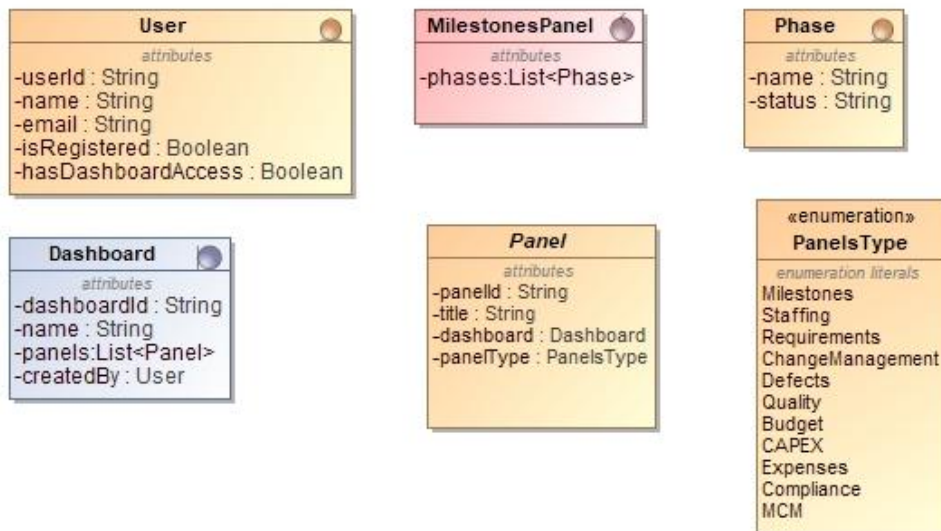 User
attributes
-userId : String
-name : String
-email : String
-isRegistered : Boolean
-hasDashboardAccess : Boolean
MilestonesPanel
attributes
-phases:List<Phase>
Phase
attributes
-name : String
-status : String
Dashboard
attributes
-dashboardId : String
-name : String
-panels:List<Panel>
-createdBy : User
Panel
attributes
-panelId : String
-title : String
-dashboard : Dashboard
-panelType : PanelsType
«enumeration»
PanelsType
enumeration literals
Milestones
Staffing
Requirements
ChangeManagement
Defects
Quality
Budget
CAPEX
Expenses
Compliance
MCM